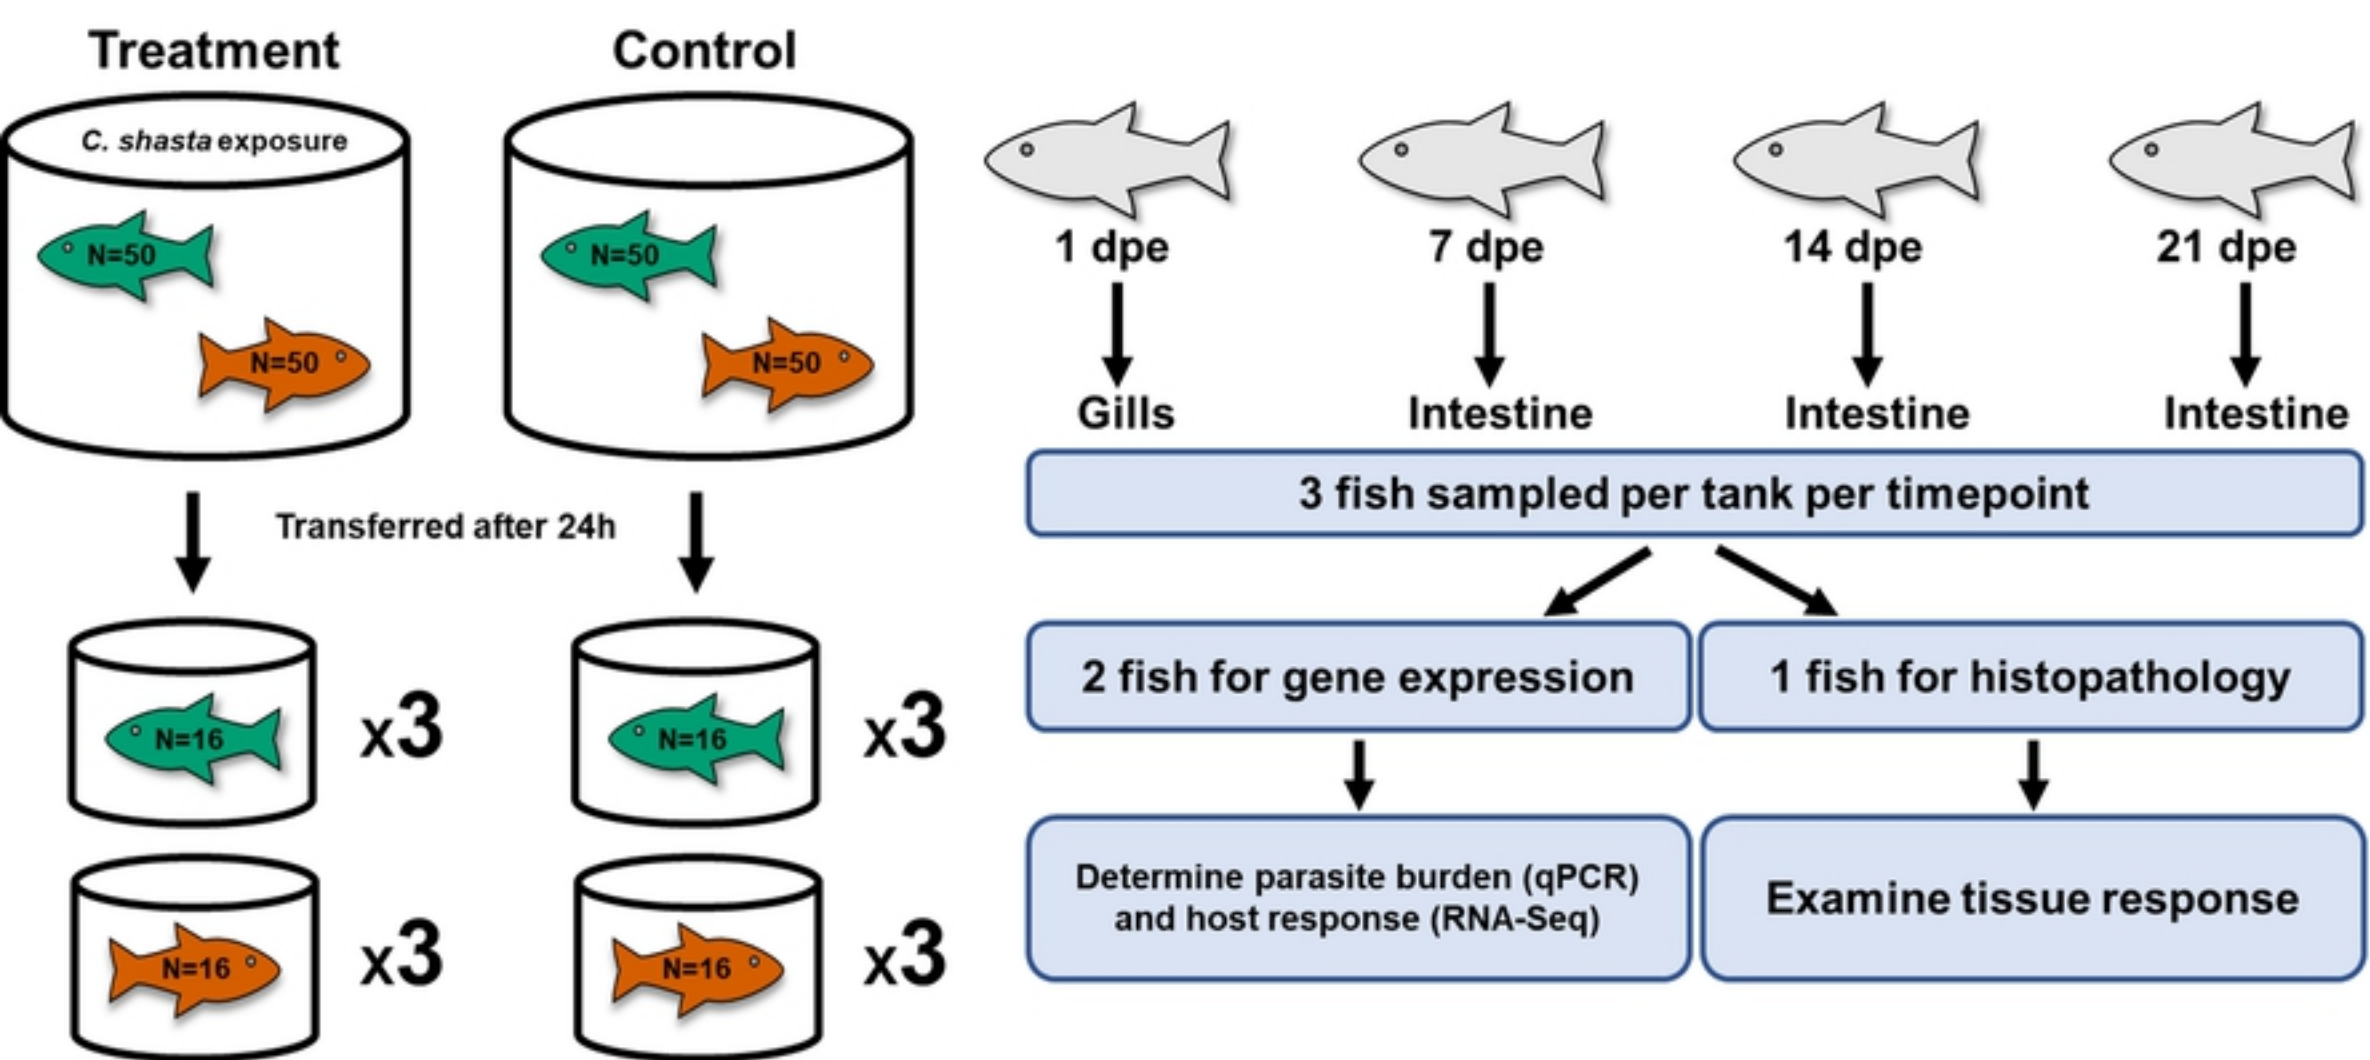 Treatment
Control
C. shasta exposure
N=50
N=50
N=50
N=50
Transferred after 24h
N=16
x3
N=16
x3
N=16
x3
N=16
x3
1 dpe
7 dpe
14 dpe
21 dpe
Gills
Intestine
Intestine
Intestine
3 fish sampled per tank per timepoint
2 fish for gene expression
1 fish for histopathology
Determine parasite burden (qPCR)
and host response (RNA-Seq)
Examine tissue response